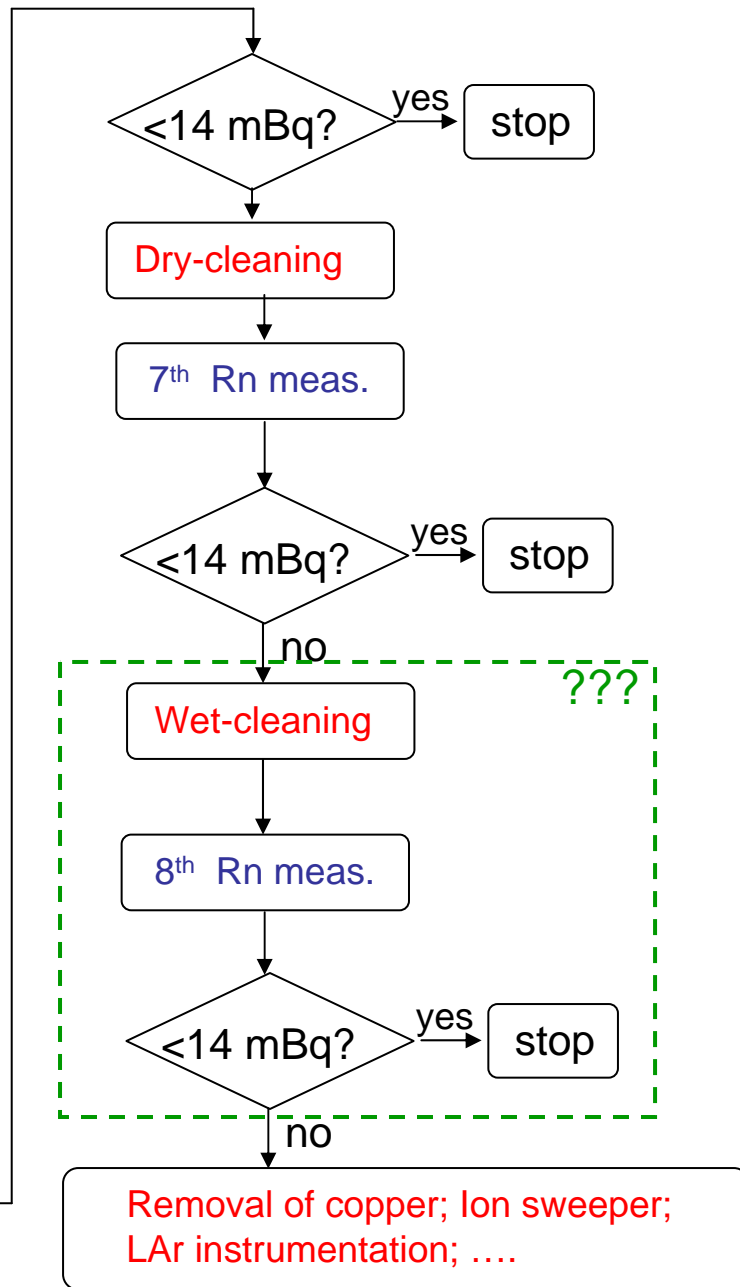 <14 mBq?
yes
stop
Dry-cleaning
7th Rn meas.
<14 mBq?
yes
stop
no
???
Wet-cleaning
8th Rn meas.
<14 mBq?
yes
stop
no
Removal of copper; Ion sweeper;
LAr instrumentation; ….